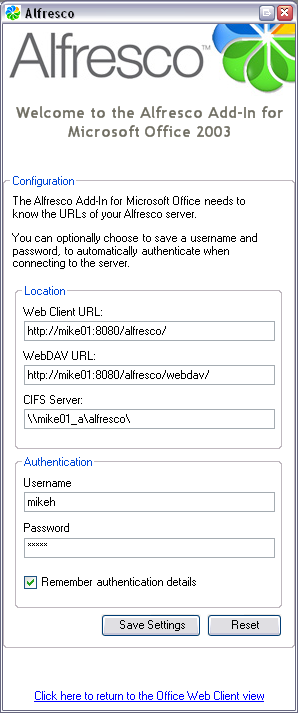 Alfresco
Alfresco™
Welcome to the Alfresco Add-In for
Microsoft Office 2003
Configuration
The Alfresco Add-In for Microsoft Office needs to
know the URLs of your Alfresco server.
You can optionally choose to save a username and
password, to automatically authenticate when
connecting to the server.
Location
Web Client URL:
http://mike01:8080/alfresco/
WebDAV URL:
http://mike01:8080/alfresco/webdav/
CIFS Server:
\\mike01_a\alfresco\
Authentication
Username
mikeh
Password
*****
Remember authentication details
Save Settings
Reset
Click here to return to the Office Web Client view